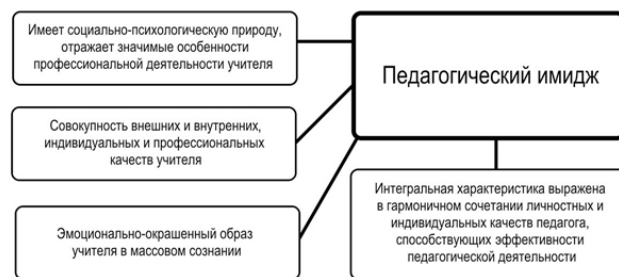 Имеет социально-психологическую природу,
отражает значимые особенности
профессиональной деятельности учителя
Педагогический имидж
Совокупность внешних и внутренних,
индивидуальных и профессиональных
качеств учителя
Эмоционально-окрашенный образ
учителя в массовом сознании
Интегральная характеристика выражена
в гармоничном сочетании личностных и
индивидуальных качеств педагога,
способствующих эффективности
педагогической деятельности